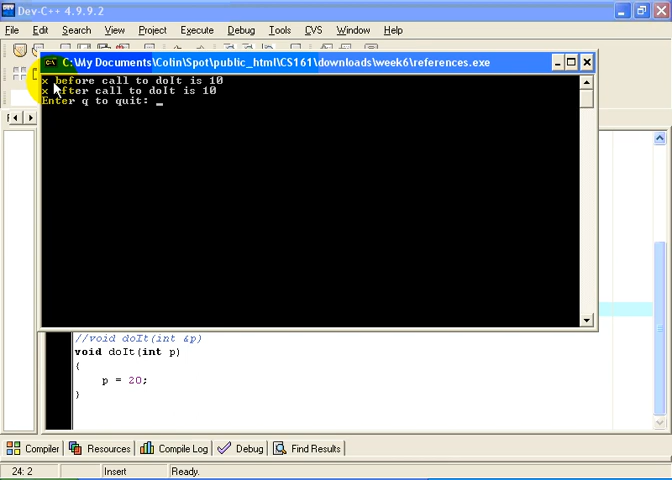 Dev-C++ 4.9.9.2
File Edit Search View Project Execute Debug Tools CVS Window Help
C:\My Documents\Colin\Spot\public_html\CS161\downloads\week6\references.exe
x before call to doIt is 10
x after call to doIt is 10
Enter q to quit: _
//void doIt(int &p)
void doIt(int p)
{
p = 20;
}
Compiler Resources Compile Log Debug Find Results
24: 2 Insert Ready.